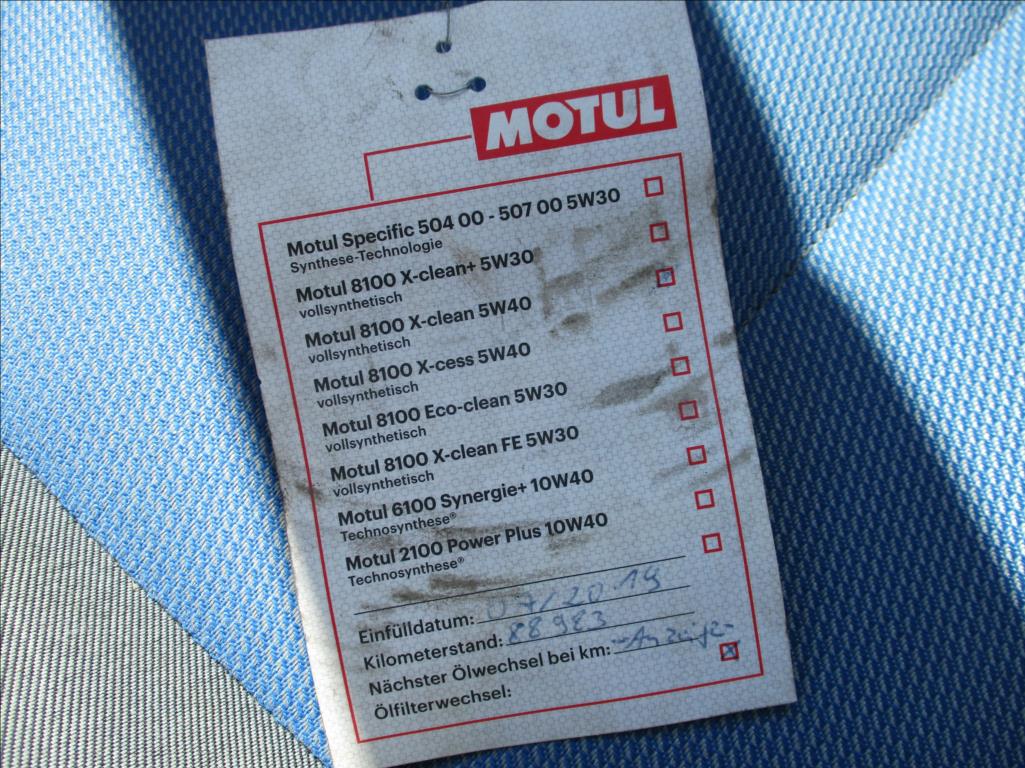 MOTUL
Motul Specific 504 00 - 507 00 5W30
Synthese-Technologie
Motul 8100 X-clean+ 5W30
vollsynthetisch
Motul 8100 X-clean 5W40
vollsynthetisch
Motul 8100 X-cess 5W40
vollsynthetisch
Motul 8100 Eco-clean 5W30
vollsynthetisch
Motul 8100 X-clean FE 5W30
vollsynthetisch
Motul 6100 Synergie+ 10W40
Technosynthese®
Motul 2100 Power Plus 10W40
Technosynthese®
Einfülldatum: 07/2019
Kilometerstand: 88983
Nächster Ölwechsel bei km:
Ölfilterwechsel: